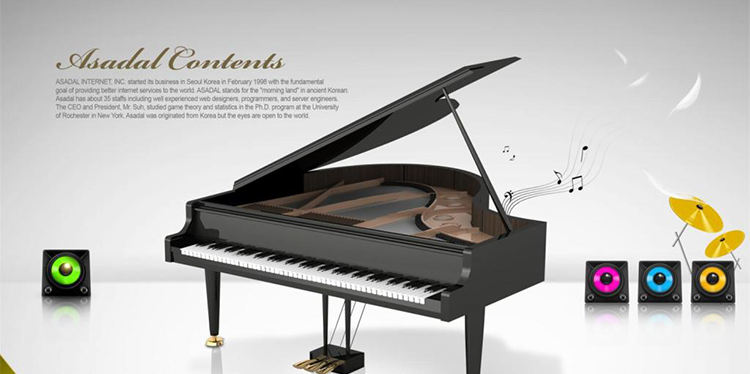 Asadal Contents
ASADAL INTERNET, INC. started its business in Seoul Korea in February 1998 with the fundamental
goal of providing better internet services to the world. ASADAL stands for the "morning land" in ancient Korean.
Asadal has about 35 staffs including well experienced web designers, programmers, and server engineers.
The CEO and President, Mr. Suh, studied game theory and statistics in the Ph.D. program at the University
of Rochester in New York. Asadal was originated from Korea but the eyes are open to the world.